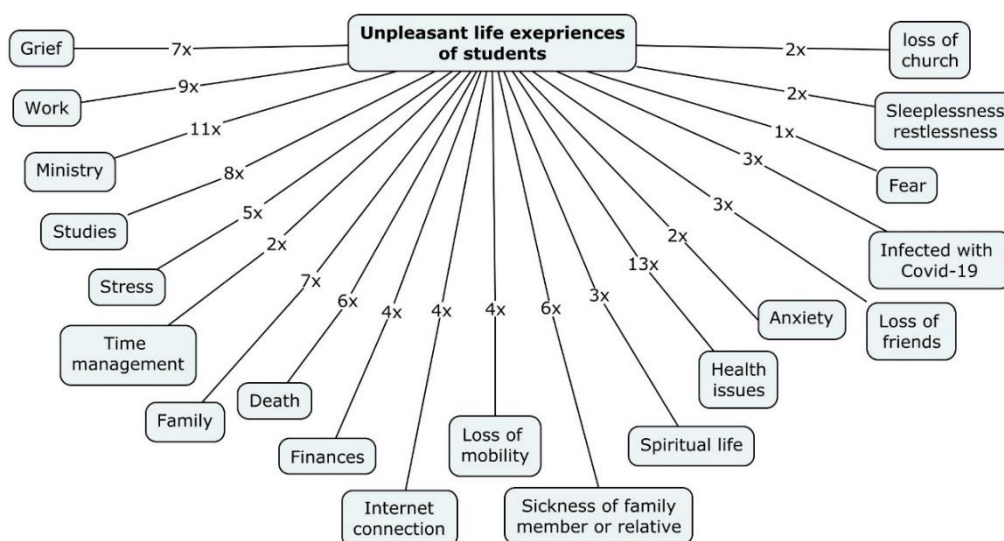 Unpleasant life exepriences
of students
Grief
7x
2x
loss of
church
Work
9x
2x
Sleeplessness
restlessness
Ministry
11x
1x
Fear
Studies
8x
3x
Infected with
Covid-19
Stress
5x
3x
Loss of
friends
Time
management
2x
2x
Anxiety
Family
7x
13x
Health
issues
Death
6x
3x
Spiritual life
Finances
4x
Internet
connection
4x
Loss of
mobility
4x
Sickness of family
member or relative
6x